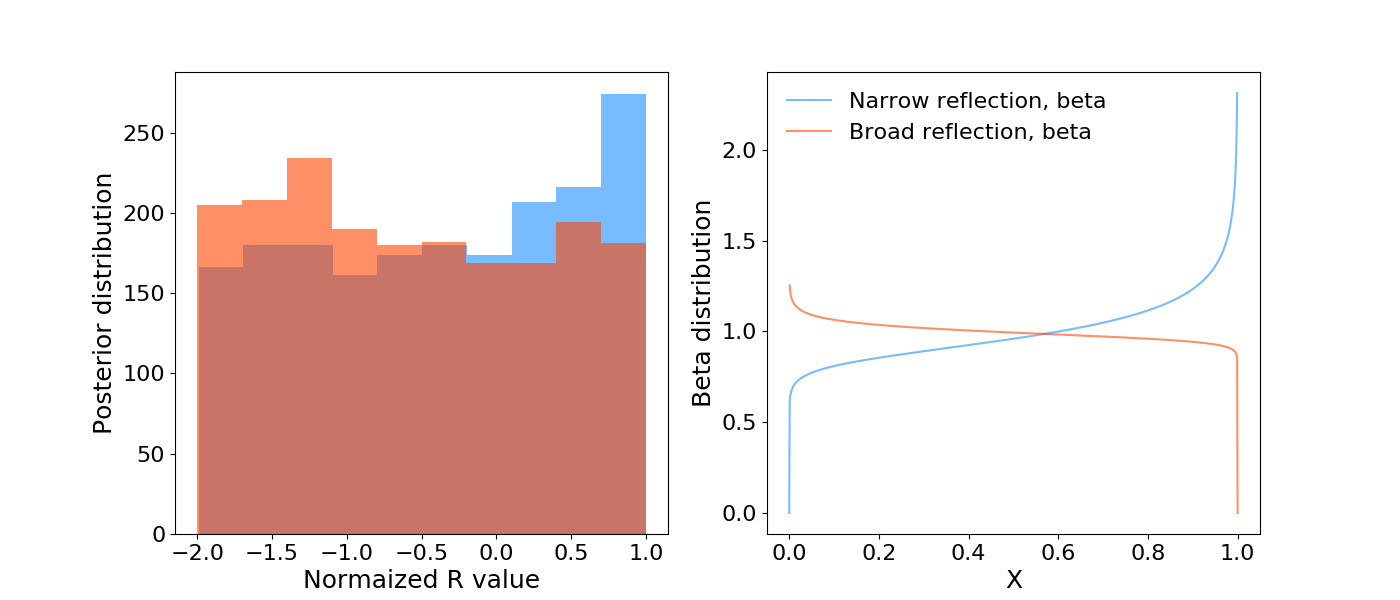 Posterior distribution
250
200
150
100
50
0
−2.0 −1.5 −1.0 −0.5 0.0 0.5 1.0
Normaized R value
Narrow reflection, beta
Broad reflection, beta
Beta distribution
2.0
1.5
1.0
0.5
0.0
0.0 0.2 0.4 0.6 0.8 1.0
X